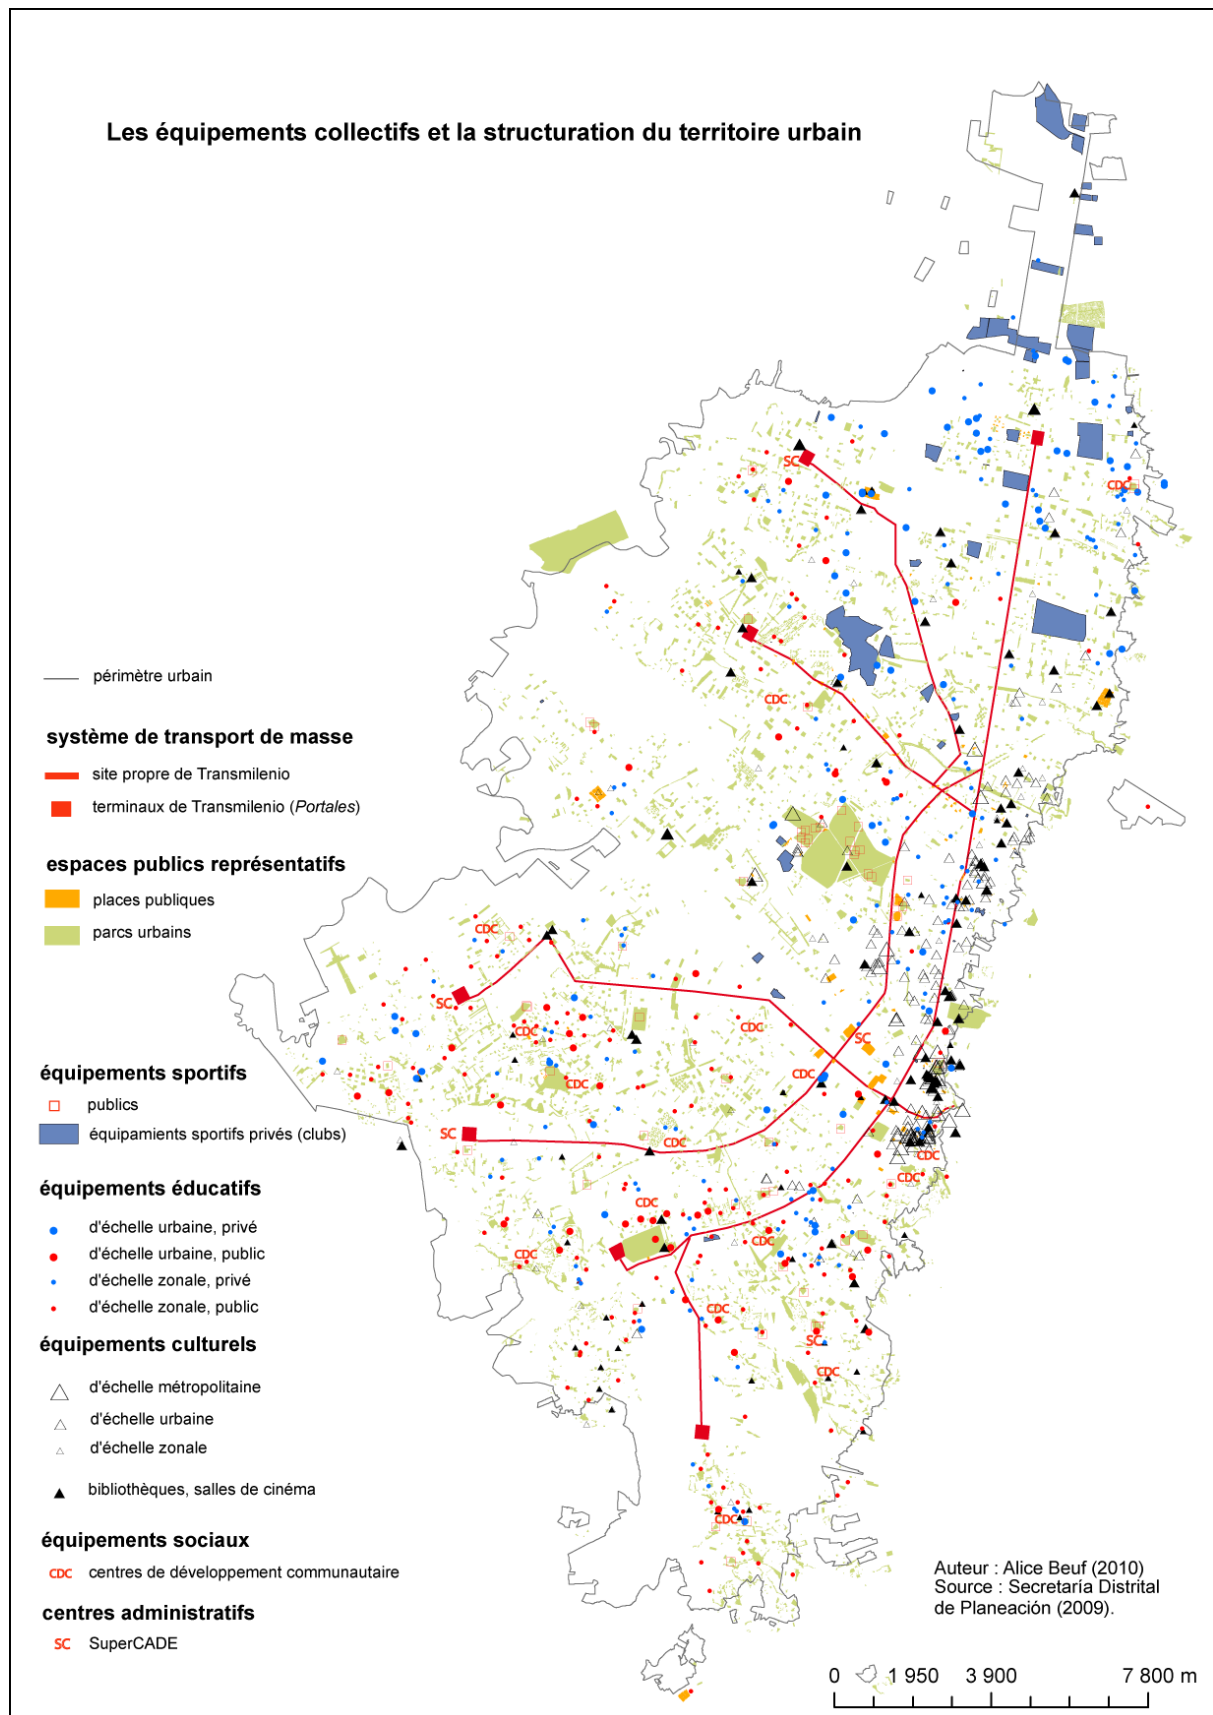 Les équipements collectifs et la structuration du territoire urbain
SC
CDC
CDC
périmètre urbain
système de transport de masse
site propre de Transmilenio
terminaux de Transmilenio (Portales)
espaces publics représentatifs
places publiques
parcs urbains
CDC
SC
CDC
CDC
SC
CDC
CDC
équipements sportifs
publics
équipamients sportifs privés (clubs)
SC
CDC
CDC
CDC
équipements éducatifs
d'échelle urbaine, privé
d'échelle urbaine, public
d'échelle zonale, privé
d'échelle zonale, public
CDC
CDC
CDC
CDC
SC
CDC
équipements culturels
d'échelle métropolitaine
d'échelle urbaine
d'échelle zonale
bibliothèques, salles de cinéma
CDC
équipements sociaux
CDC centres de développement communautaire
centres administratifs
SC SuperCADE
Auteur : Alice Beuf (2010)
Source : Secretaría Distrital
de Planeación (2009).
0 1 950 3 900 7 800 m